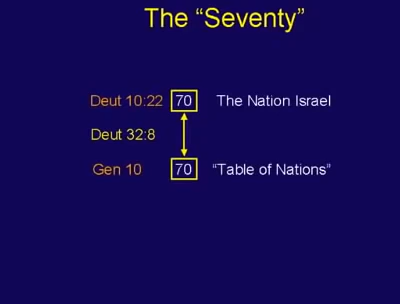 The “Seventy”
Deut 10:22 70 The Nation Israel
Deut 32:8
Gen 10 70 “Table of Nations”